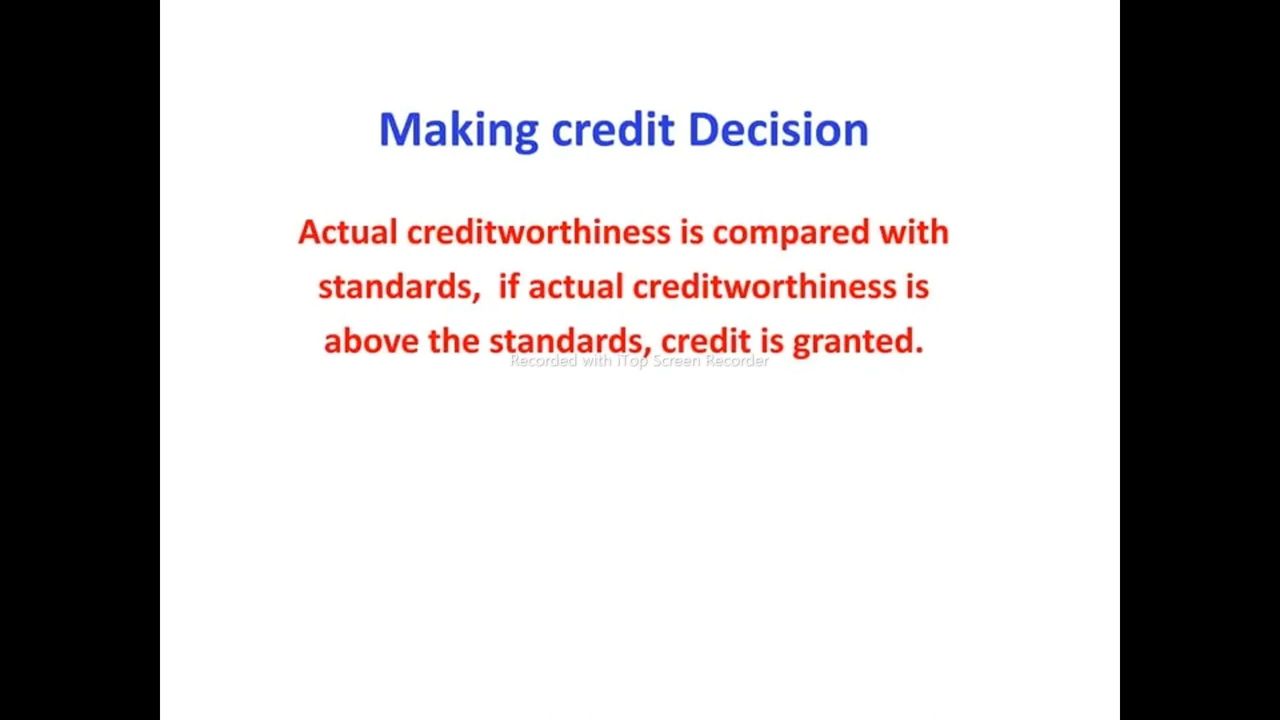 Making credit Decision
Actual creditworthiness is compared with
standards,  if actual creditworthiness is
above the standards, credit is granted.
Recorded with iTop Screen Recorder